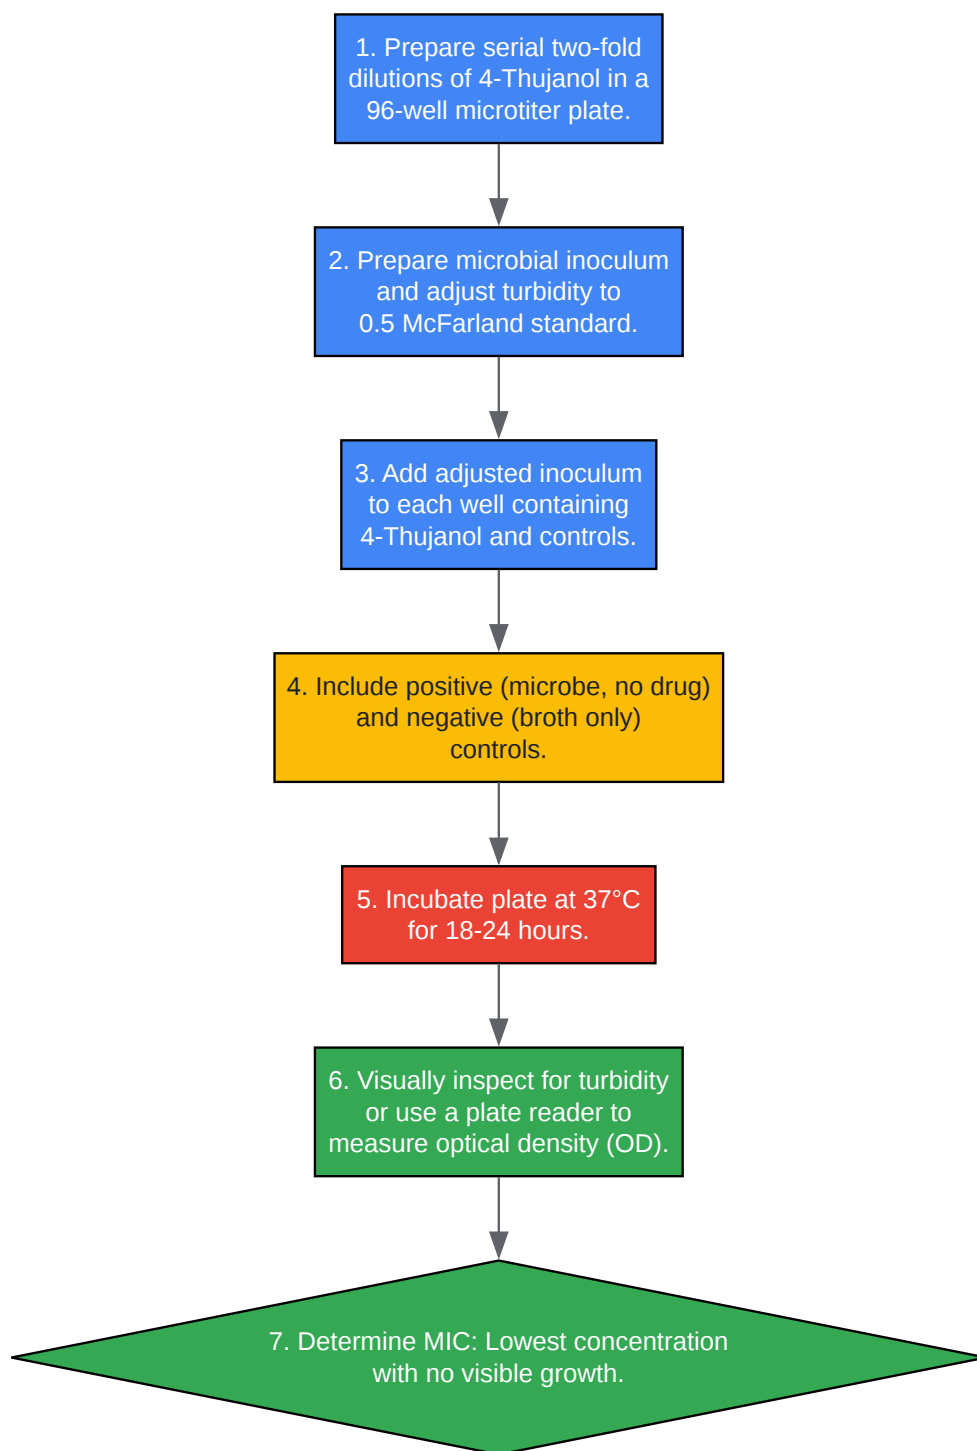 1. Prepare serial two-fold
dilutions of 4-Thujanol in a
96-well microtiter plate.
2. Prepare microbial inoculum
and adjust turbidity to
0.5 McFarland standard.
3. Add adjusted inoculum
to each well containing
4-Thujanol and controls.
4. Include positive (microbe, no drug)
and negative (broth only)
controls.
5. Incubate plate at 37°C
for 18-24 hours.
6. Visually inspect for turbidity
or use a plate reader to
measure optical density (OD).
7. Determine MIC: Lowest concentration
with no visible growth.